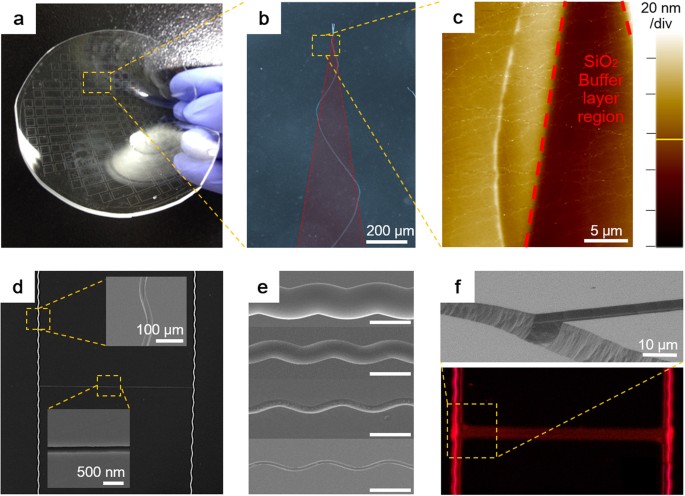 a
b
c
20 nm
/div
SiO₂
Buffer
layer
region
200 µm
5 µm
d
e
f
100 µm
10 µm
500 nm